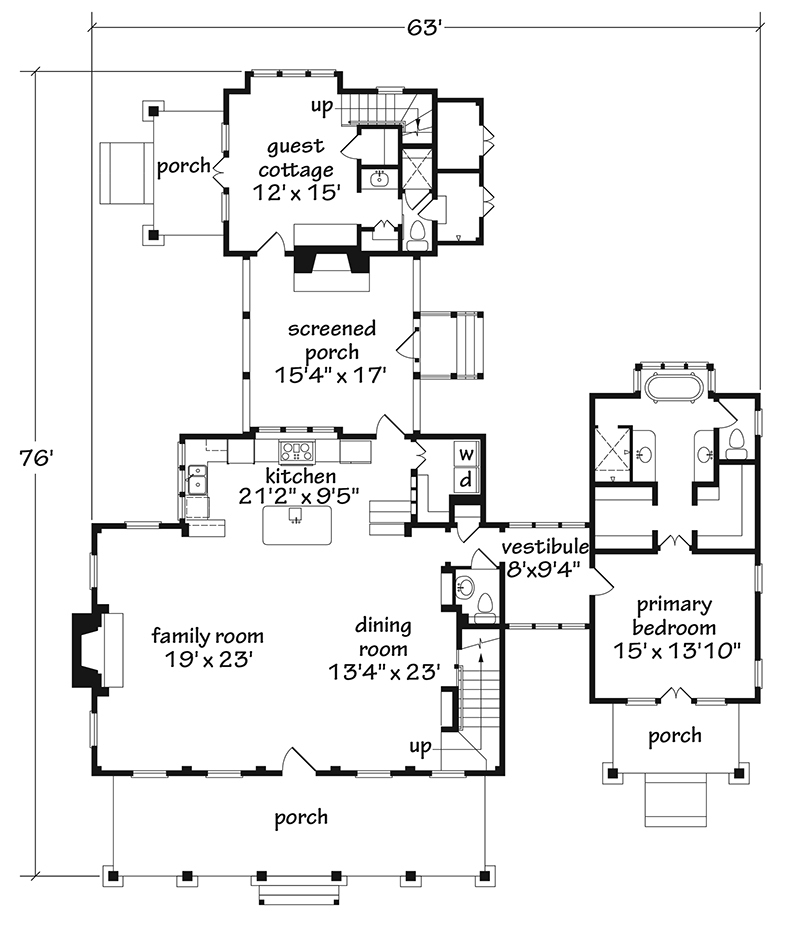 63'
up
guest
cottage
12' x 15'
porch
screened
porch
15'4" x 17'
76'
w
d
kitchen
21'2" x 9'5"
vestibule
8'x9'4"
primary
bedroom
15' x 13'10"
family room
19' x 23'
dining
room
13'4" x 23'
up
porch
porch